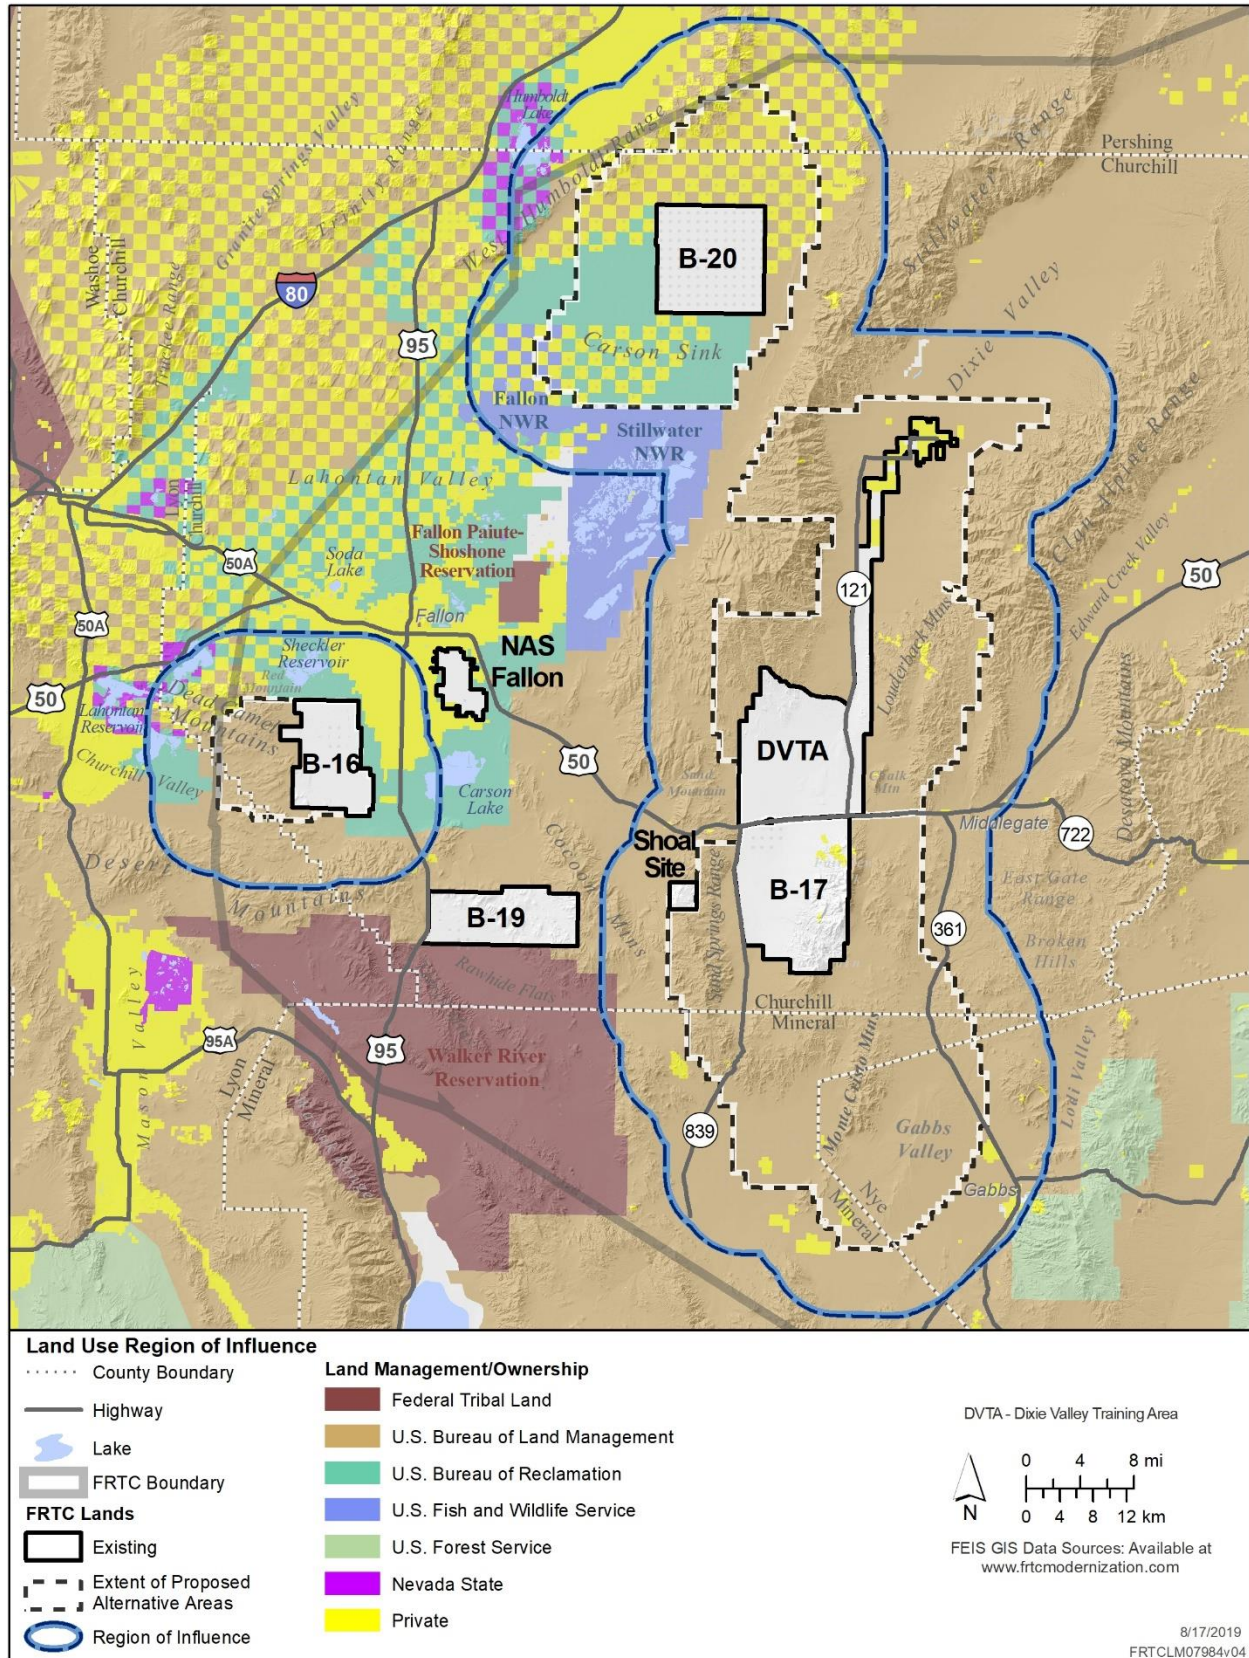 Humboldt
Lake
Granite Springs Valley
Trinity Range
West Humboldt Range
Stillwater Range
Pershing
Churchill
Washoe
Churchill
Truckee Range
80
95
B-20
Carson Sink
Dixie Valley
Fallon
NWR
Stillwater
NWR
Clan Alpine Range
Lahontan Valley
Lyon
Churchill
Fallon Paiute-
Shoshone
Reservation
Soda
Lake
50A
Fallon
121
50
Edward Creek Valley
50A
Louderback Mtns
NAS
Fallon
Sheckler
Reservoir
Red
Mountain
50
Dead Camel
Mountains
Lahontan
Reservoir
Desatoya Mountains
Churchill Valley
B-16
50
DVTA
Sand
Mountain
Chalk
Mtn
Carson
Lake
Middlegate
722
Shoal
Site
Desert
Mountains
Cocoon Mtns
Sand Springs Range
B-17
East Gate
Range
B-19
361
Broken
Hills
Rawhide Flats
Churchill
Mineral
Mason Valley
95A
Lyon
Mineral
95
Walker River
Reservation
Monte Cristo Mtns
Lodi Valley
839
Gabbs
Valley
Nye
Mineral
Gabbs
Land Use Region of Influence
County Boundary
Highway
Lake
FRTC Boundary
FRTC Lands
Existing
Extent of Proposed
Alternative Areas
Region of Influence
Land Management/Ownership
Federal Tribal Land
U.S. Bureau of Land Management
U.S. Bureau of Reclamation
U.S. Fish and Wildlife Service
U.S. Forest Service
Nevada State
Private
DVTA - Dixie Valley Training Area
N
0 4 8 mi
0 4 8 12 km
FEIS GIS Data Sources: Available at
www.frtcmodernization.com
8/17/2019
FRTCLM07984v04